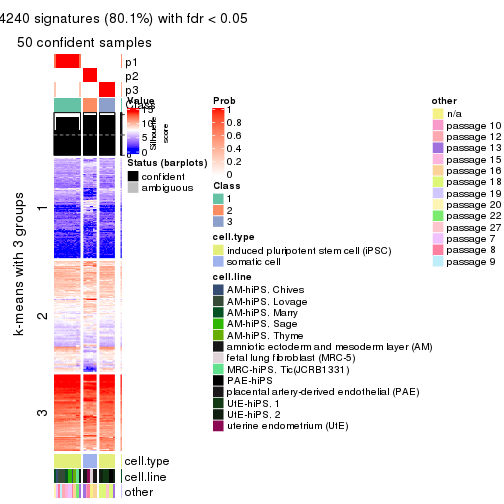 4240 signatures (80.1%) with fdr < 0.05
50 confident samples
p1
p2
p3
Class
Silhouette
score
k-means with 3 groups
1
2
3
cell.type
cell.line
other
Value
15
10
5
0
Status (barplots)
confident
ambiguous
Prob
1
0.8
0.6
0.4
0.2
0
Class
1
2
3
cell.type
induced pluripotent stem cell (iPSC)
somatic cell
cell.line
AM-hiPS. Chives
AM-hiPS. Lovage
AM-hiPS. Marry
AM-hiPS. Sage
AM-hiPS. Thyme
amniotic ectoderm and mesoderm layer (AM)
fetal lung fibroblast (MRC-5)
MRC-hiPS. Tic(JCRB1331)
PAE-hiPS
placental artery-derived endothelial (PAE)
UtE-hiPS. 1
UtE-hiPS. 2
uterine endometrium (UtE)
other
n/a
passage 10
passage 12
passage 13
passage 15
passage 16
passage 18
passage 19
passage 20
passage 22
passage 27
passage 7
passage 8
passage 9